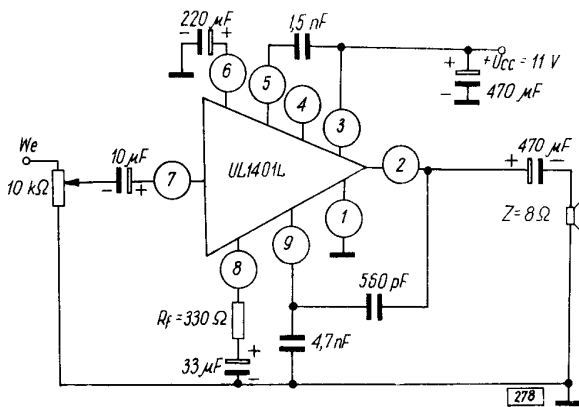 220 μF
- +
1,5 nF
+ +Ucc = 11 V
- 470 μF
6
5
4
3
We
10 kΩ
10 μF
- +
7
UL1401L
2
470 μF
+ -
1
Z = 8 Ω
9
8
560 pF
Rf = 330 Ω
4,7 nF
+
33 μF
-
278